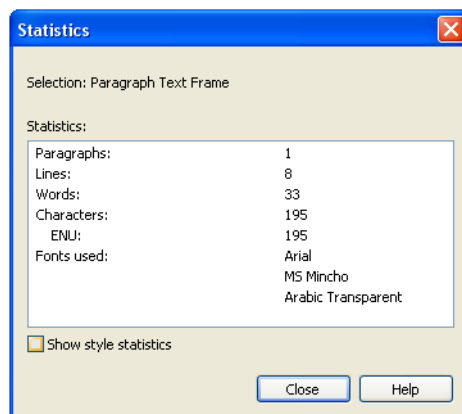 Statistics
Selection: Paragraph Text Frame
Statistics:
Paragraphs: 1
Lines: 8
Words: 33
Characters: 195
ENU: 195
Fonts used: Arial
MS Mincho
Arabic Transparent
Show style statistics
Close Help